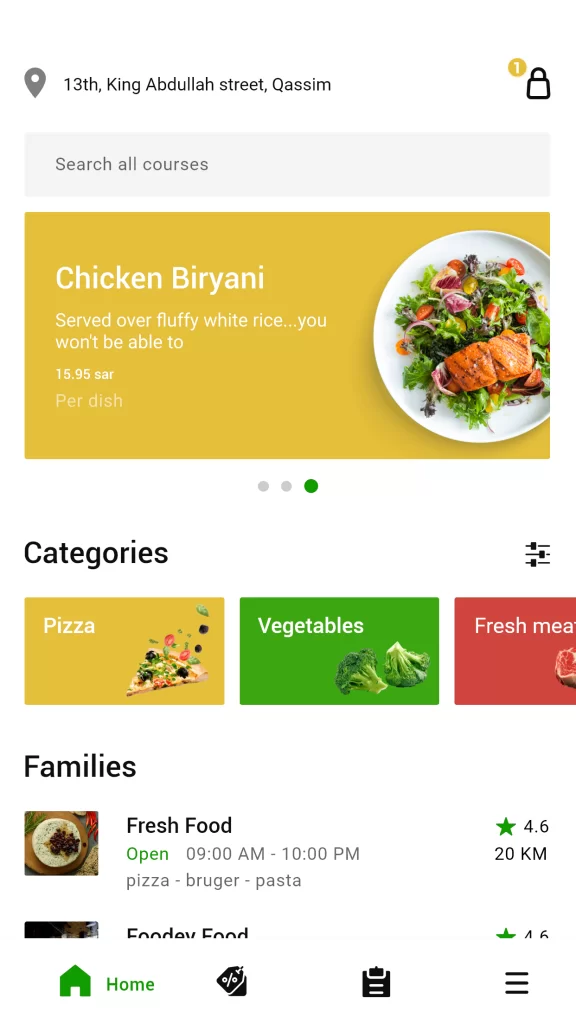 13th, King Abdullah street, Qassim
1
Search all courses
Chicken Biryani
Served over fluffy white rice...you
won't be able to
15.95 sar
Per dish
Categories
Pizza
Vegetables
Fresh meat
Families
Fresh Food
4.6
Open 09:00 AM - 10:00 PM
20 KM
pizza - bruger - pasta
Foodey Food
4.6
Home